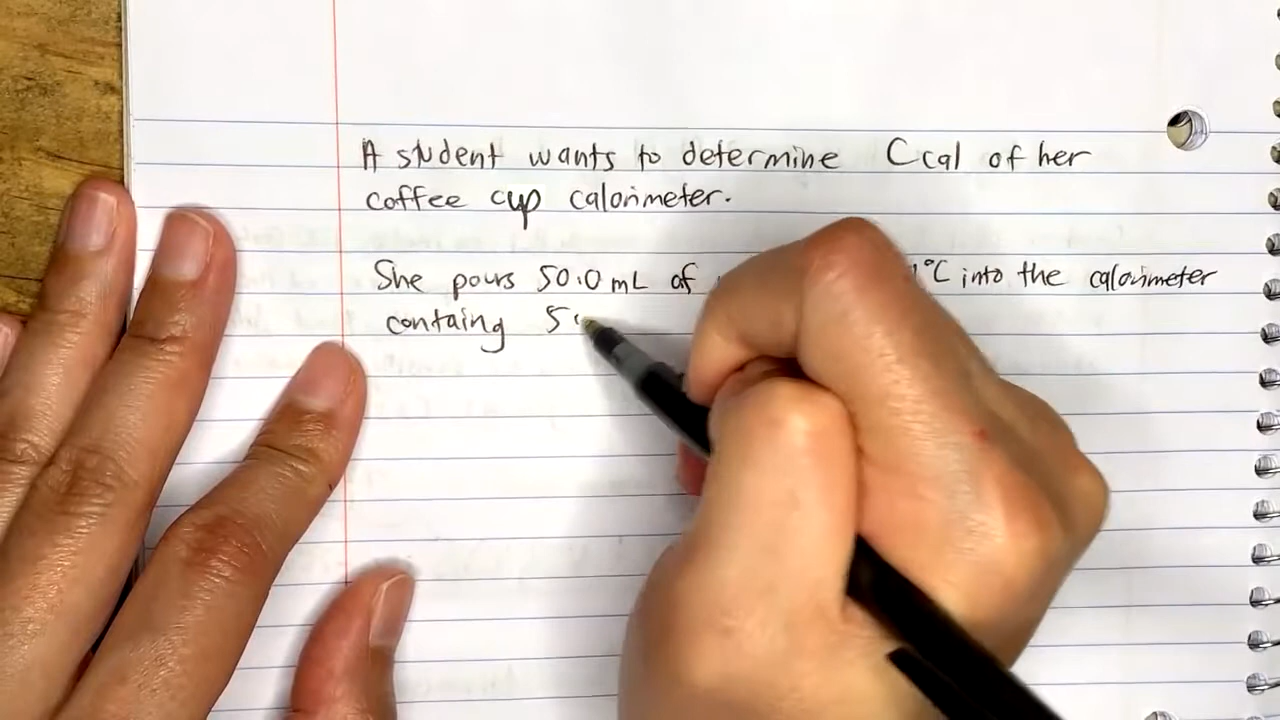 A student wants to determine Ccal of her
coffee cup calorimeter.
She pours 50.0 mL of °C into the calorimeter
containg 5